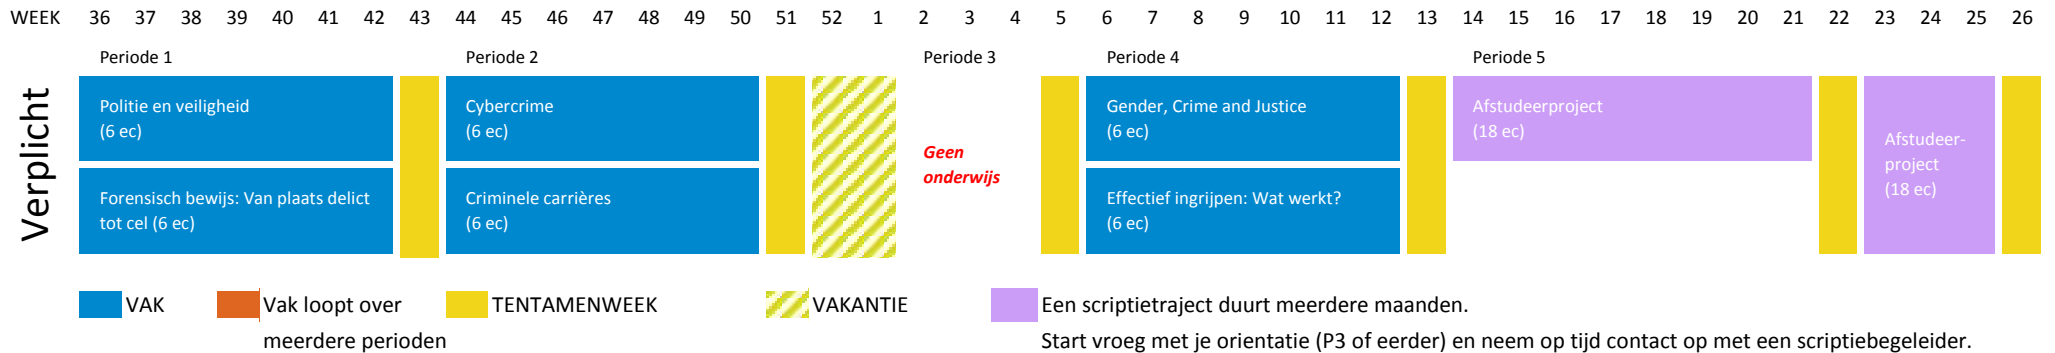 WEEK 36 37 38 39 40 41 42 43 44 45 46 47 48 49 50 51 52 1 2 3 4 5 6 7 8 9 10 11 12 13 14 15 16 17 18 19 20 21 22 23 24 25 26
Periode 1 Periode 2 Periode 3 Periode 4 Periode 5
Verplicht
Politie en veiligheid
(6 ec)
Forensisch bewijs: Van plaats delict
tot cel (6 ec)
Cybercrime
(6 ec)
Criminele carrières
(6 ec)
Geen
onderwijs
Gender, Crime and Justice
(6 ec)
Effectief ingrijpen: Wat werkt?
(6 ec)
Afstudeerproject
(18 ec)
Afstudeer-
project
(18 ec)
VAK
Vak loopt over
meerdere perioden
TENTAMENWEEK
VAKANTIE
Een scriptietraject duurt meerdere maanden.
Start vroeg met je orientatie (P3 of eerder) en neem op tijd contact op met een scriptiebegeleider.